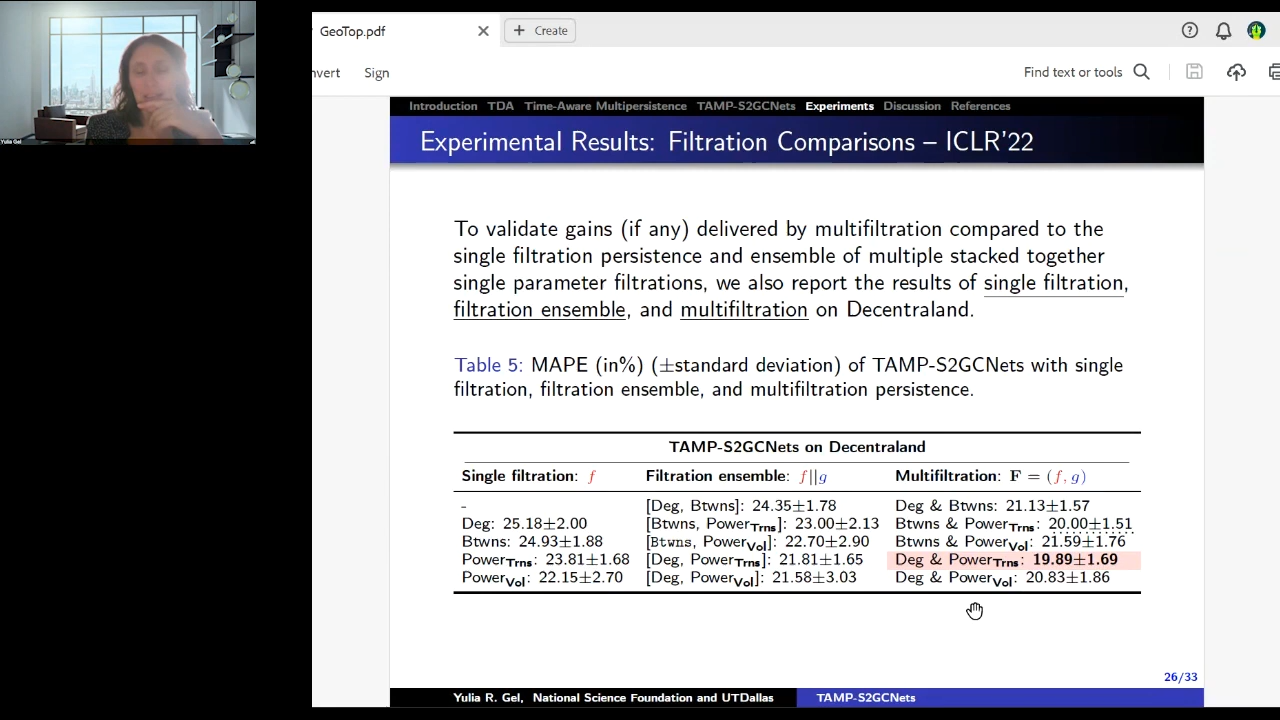 GeoTop.pdf
Create
nvert
Sign
Find text or tools
Yulia Gel
Introduction TDA Time-Aware Multipersistence TAMP-S2GCNets Experiments Discussion References
Experimental Results: Filtration Comparisons – ICLR'22
To validate gains (if any) delivered by multifiltration compared to the
single filtration persistence and ensemble of multiple stacked together
single parameter filtrations, we also report the results of single filtration,
filtration ensemble, and multifiltration on Decentraland.
Table 5: MAPE (in%) (±standard deviation) of TAMP-S2GCNets with single
filtration, filtration ensemble, and multifiltration persistence.
TAMP-S2GCNets on Decentraland
Single filtration: f Filtration ensemble: f||g Multifiltration: F = (f, g)
- [Deg, Btwns]: 24.35±1.78 Deg & Btwns: 21.13±1.57
Deg: 25.18±2.00 [Btwns, PowerTrns]: 23.00±2.13 Btwns & PowerTrns: 20.00±1.51
Btwns: 24.93±1.88 [Btwns, PowerVol]: 22.70±2.90 Btwns & PowerVol: 21.59±1.76
PowerTrns: 23.81±1.68 [Deg, PowerTrns]: 21.81±1.65 Deg & PowerTrns: 19.89±1.69
PowerVol: 22.15±2.70 [Deg, PowerVol]: 21.58±3.03 Deg & PowerVol: 20.83±1.86
26/33
Yulia R. Gel, National Science Foundation and UTDallas TAMP-S2GCNets